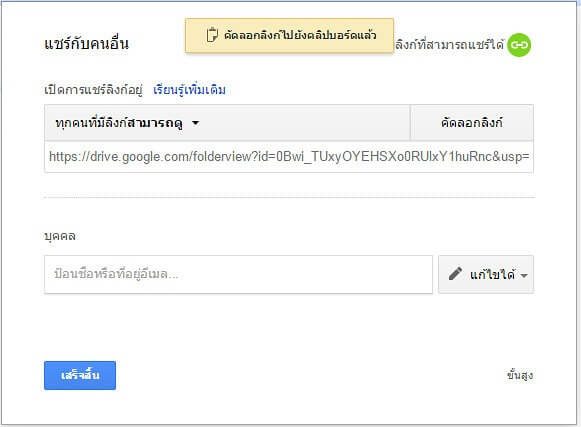 คัดลอกลิงก์ไปยังคลิปบอร์ดแล้ว
แชร์กับคนอื่น
ลิงก์ที่สามารถแชร์ได้
เปิดการแชร์ลิงก์อยู่ เรียนรู้เพิ่มเติม
ทุกคนที่มีลิงก์สามารถดู คัดลอกลิงก์
https://drive.google.com/folderview?id=0Bwi_TUxyOYEHSXo0RUlxY1huRnc&usp=
บุคคล
ป้อนชื่อหรือที่อยู่อีเมล... แก้ไขได้
เสร็จสิ้น ขั้นสูง